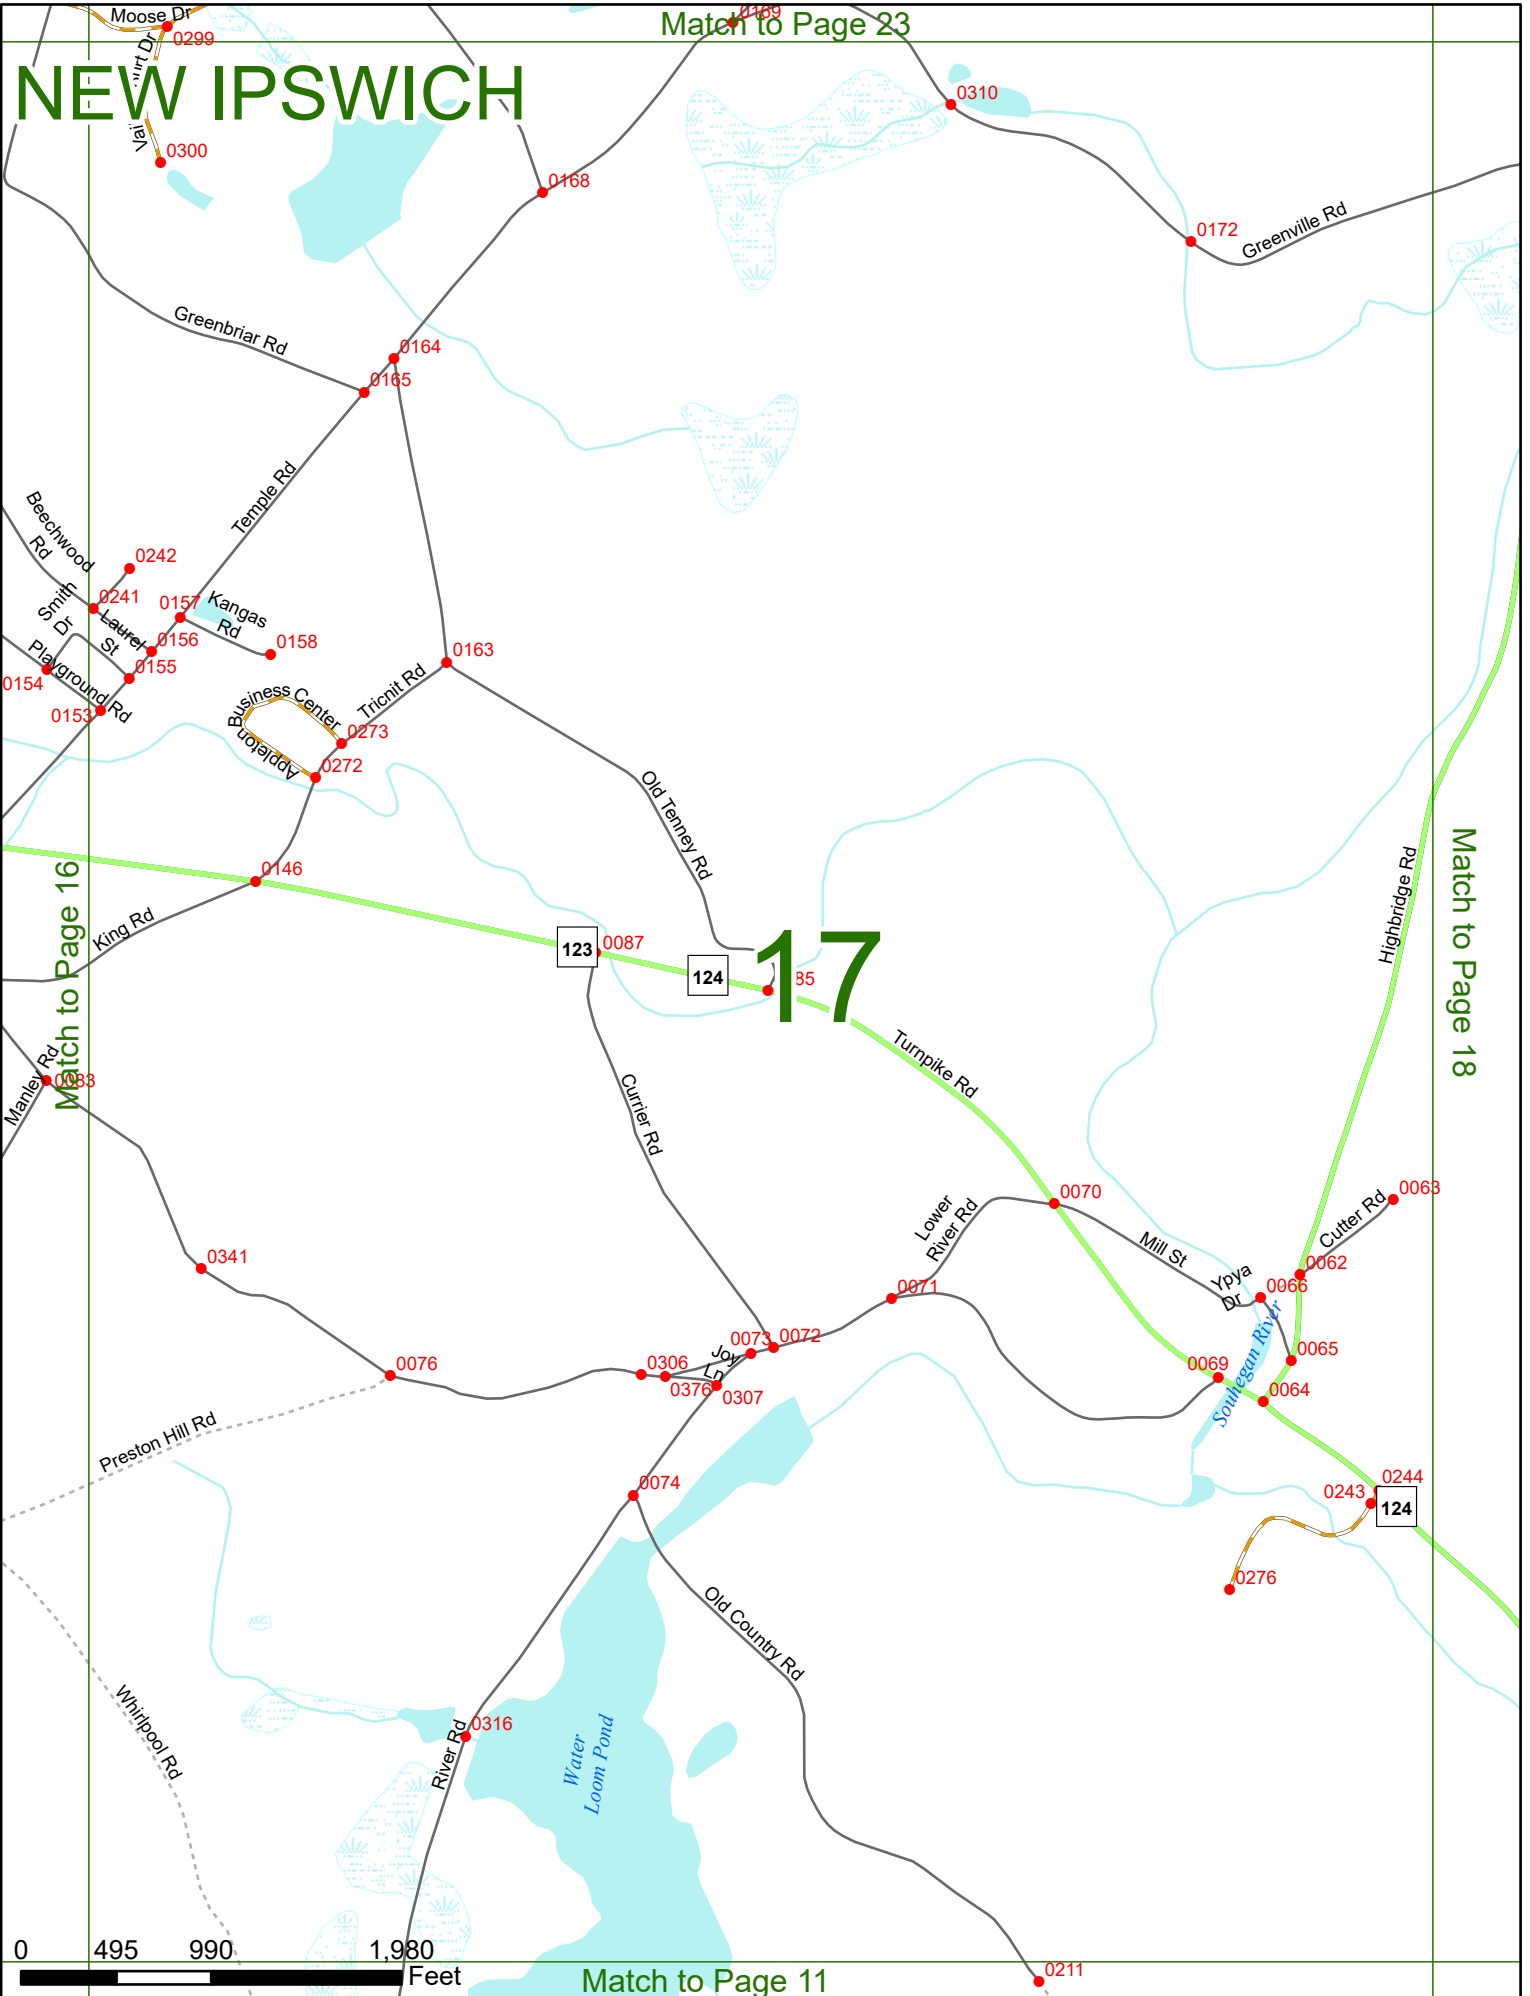 Moose Dr
0169
Match to Page 23
0299
NEW IPSWICH
0310
0300
0168
0172
Greenville Rd
Greenbriar Rd
0164
0165
Temple Rd
Beechwood
Rd
0242
0241
0157
Kangas
Rd
Smith
Dr
Laurel
St
0156
0158
0155
0163
0154
Playground Rd
0153
Tricnit Rd
Business Center
Appleton
0273
0272
Old Tenney Rd
Match to Page 16
0146
King Rd
Highbridge Rd
Match to Page 18
123
0087
124
17
85
Turnpike Rd
Manley Rd
0083
Currier Rd
0070
0063
Cutter Rd
Lower
River Rd
Mill St
0062
0341
Ypya
Dr
0066
0071
Souhegan River
0073
0072
0065
Joy
Ln
0076
0306
0376
0307
0069
0064
Preston Hill Rd
0074
0244
0243
124
0276
Old Country Rd
Whirlpool Rd
0316
River Rd
Water
Loom Pond
0 495 990 1,980
Feet
Match to Page 11
0211